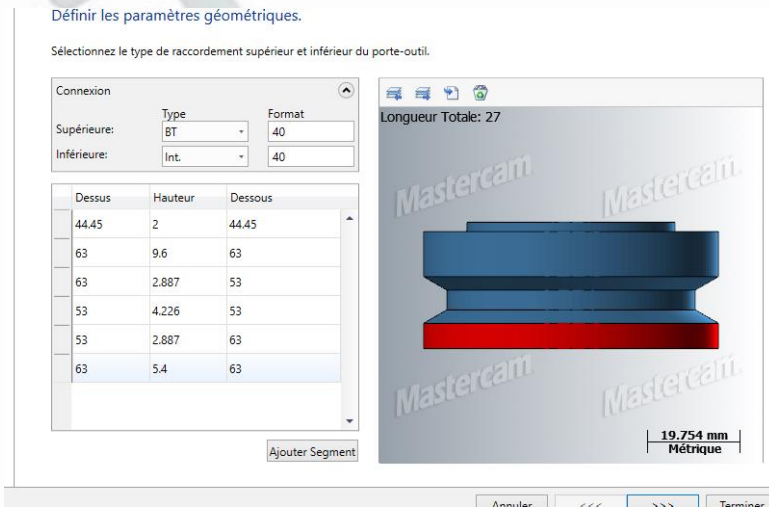 Définir les paramètres géométriques.
Sélectionnez le type de raccordement supérieur et inférieur du porte-outil.
Connexion
Type Format
Supérieure: BT 40
Inférieure: Int. 40
Dessus Hauteur Dessous
44.45 2 44.45
63 9.6 63
63 2.887 53
53 4.226 53
53 2.887 63
63 5.4 63
Ajouter Segment
Longueur Totale: 27
Mastercam. Mastercam.
Mastercam. Mastercam.
19.754 mm
Métrique
Annuler <<< >>> Terminer